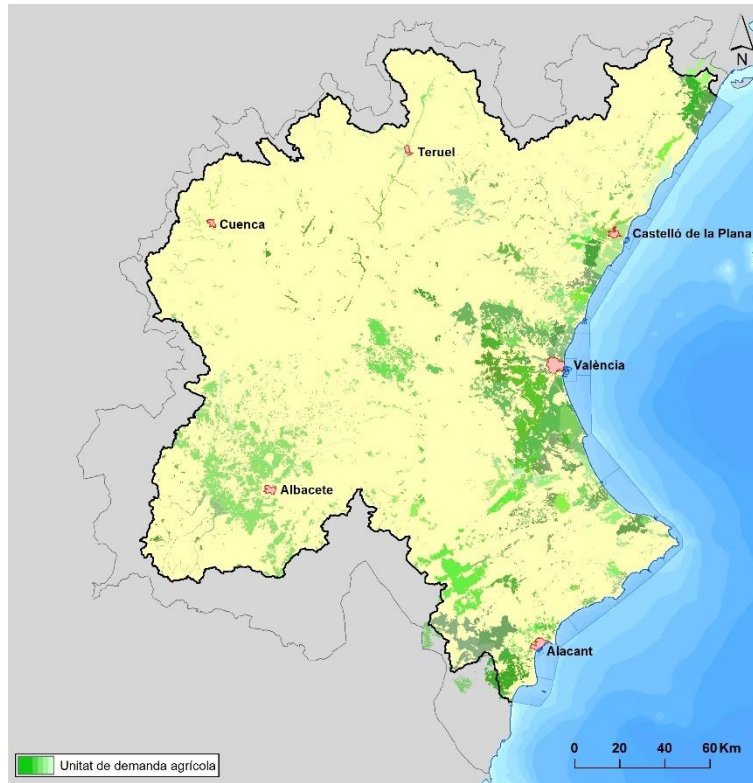 N
Teruel
Cuenca
Castelló de la Plana
València
Albacete
Alacant
Unitat de demanda agrícola
0 20 40 60 Km